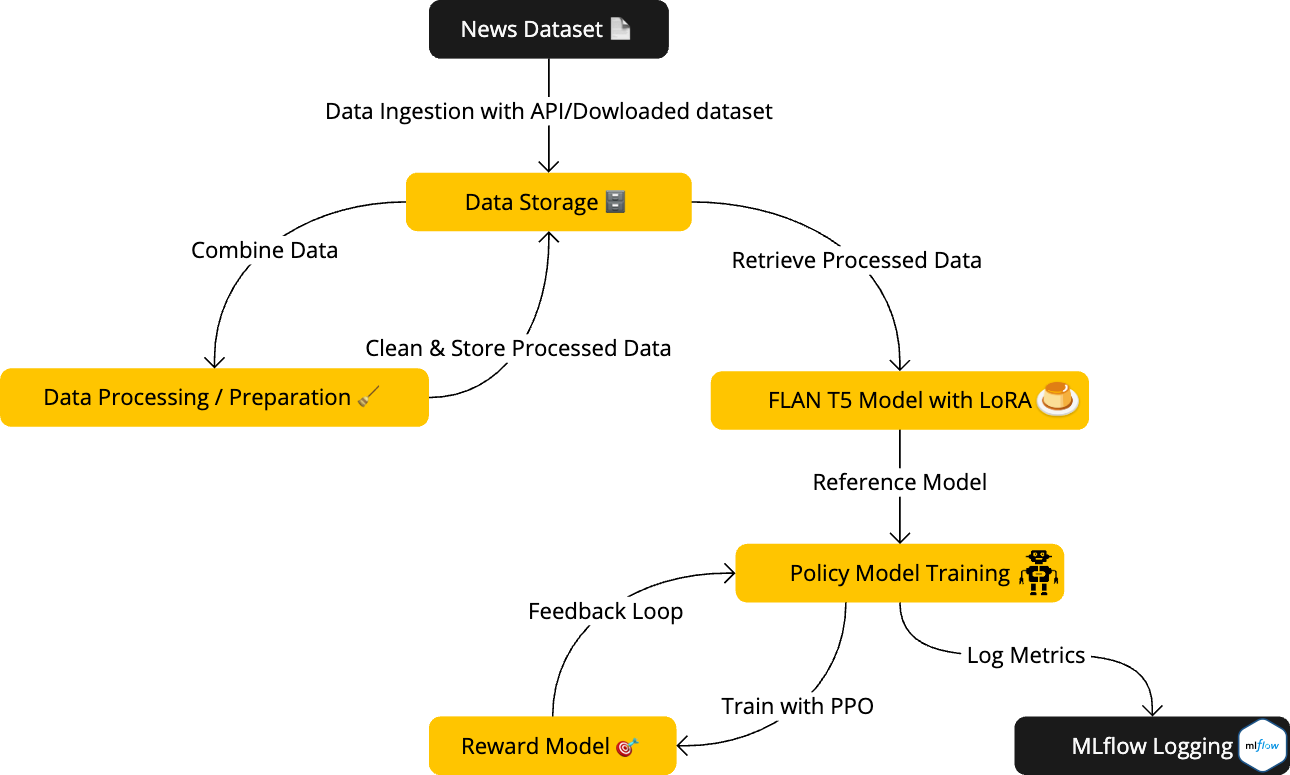 News Dataset
Data Ingestion with API/Dowloaded dataset
Data Storage
Combine Data
Retrieve Processed Data
Clean & Store Processed Data
Data Processing / Preparation
FLAN T5 Model with LoRA
Reference Model
Policy Model Training
Feedback Loop
Log Metrics
Train with PPO
Reward Model
MLflow Logging
mlflow